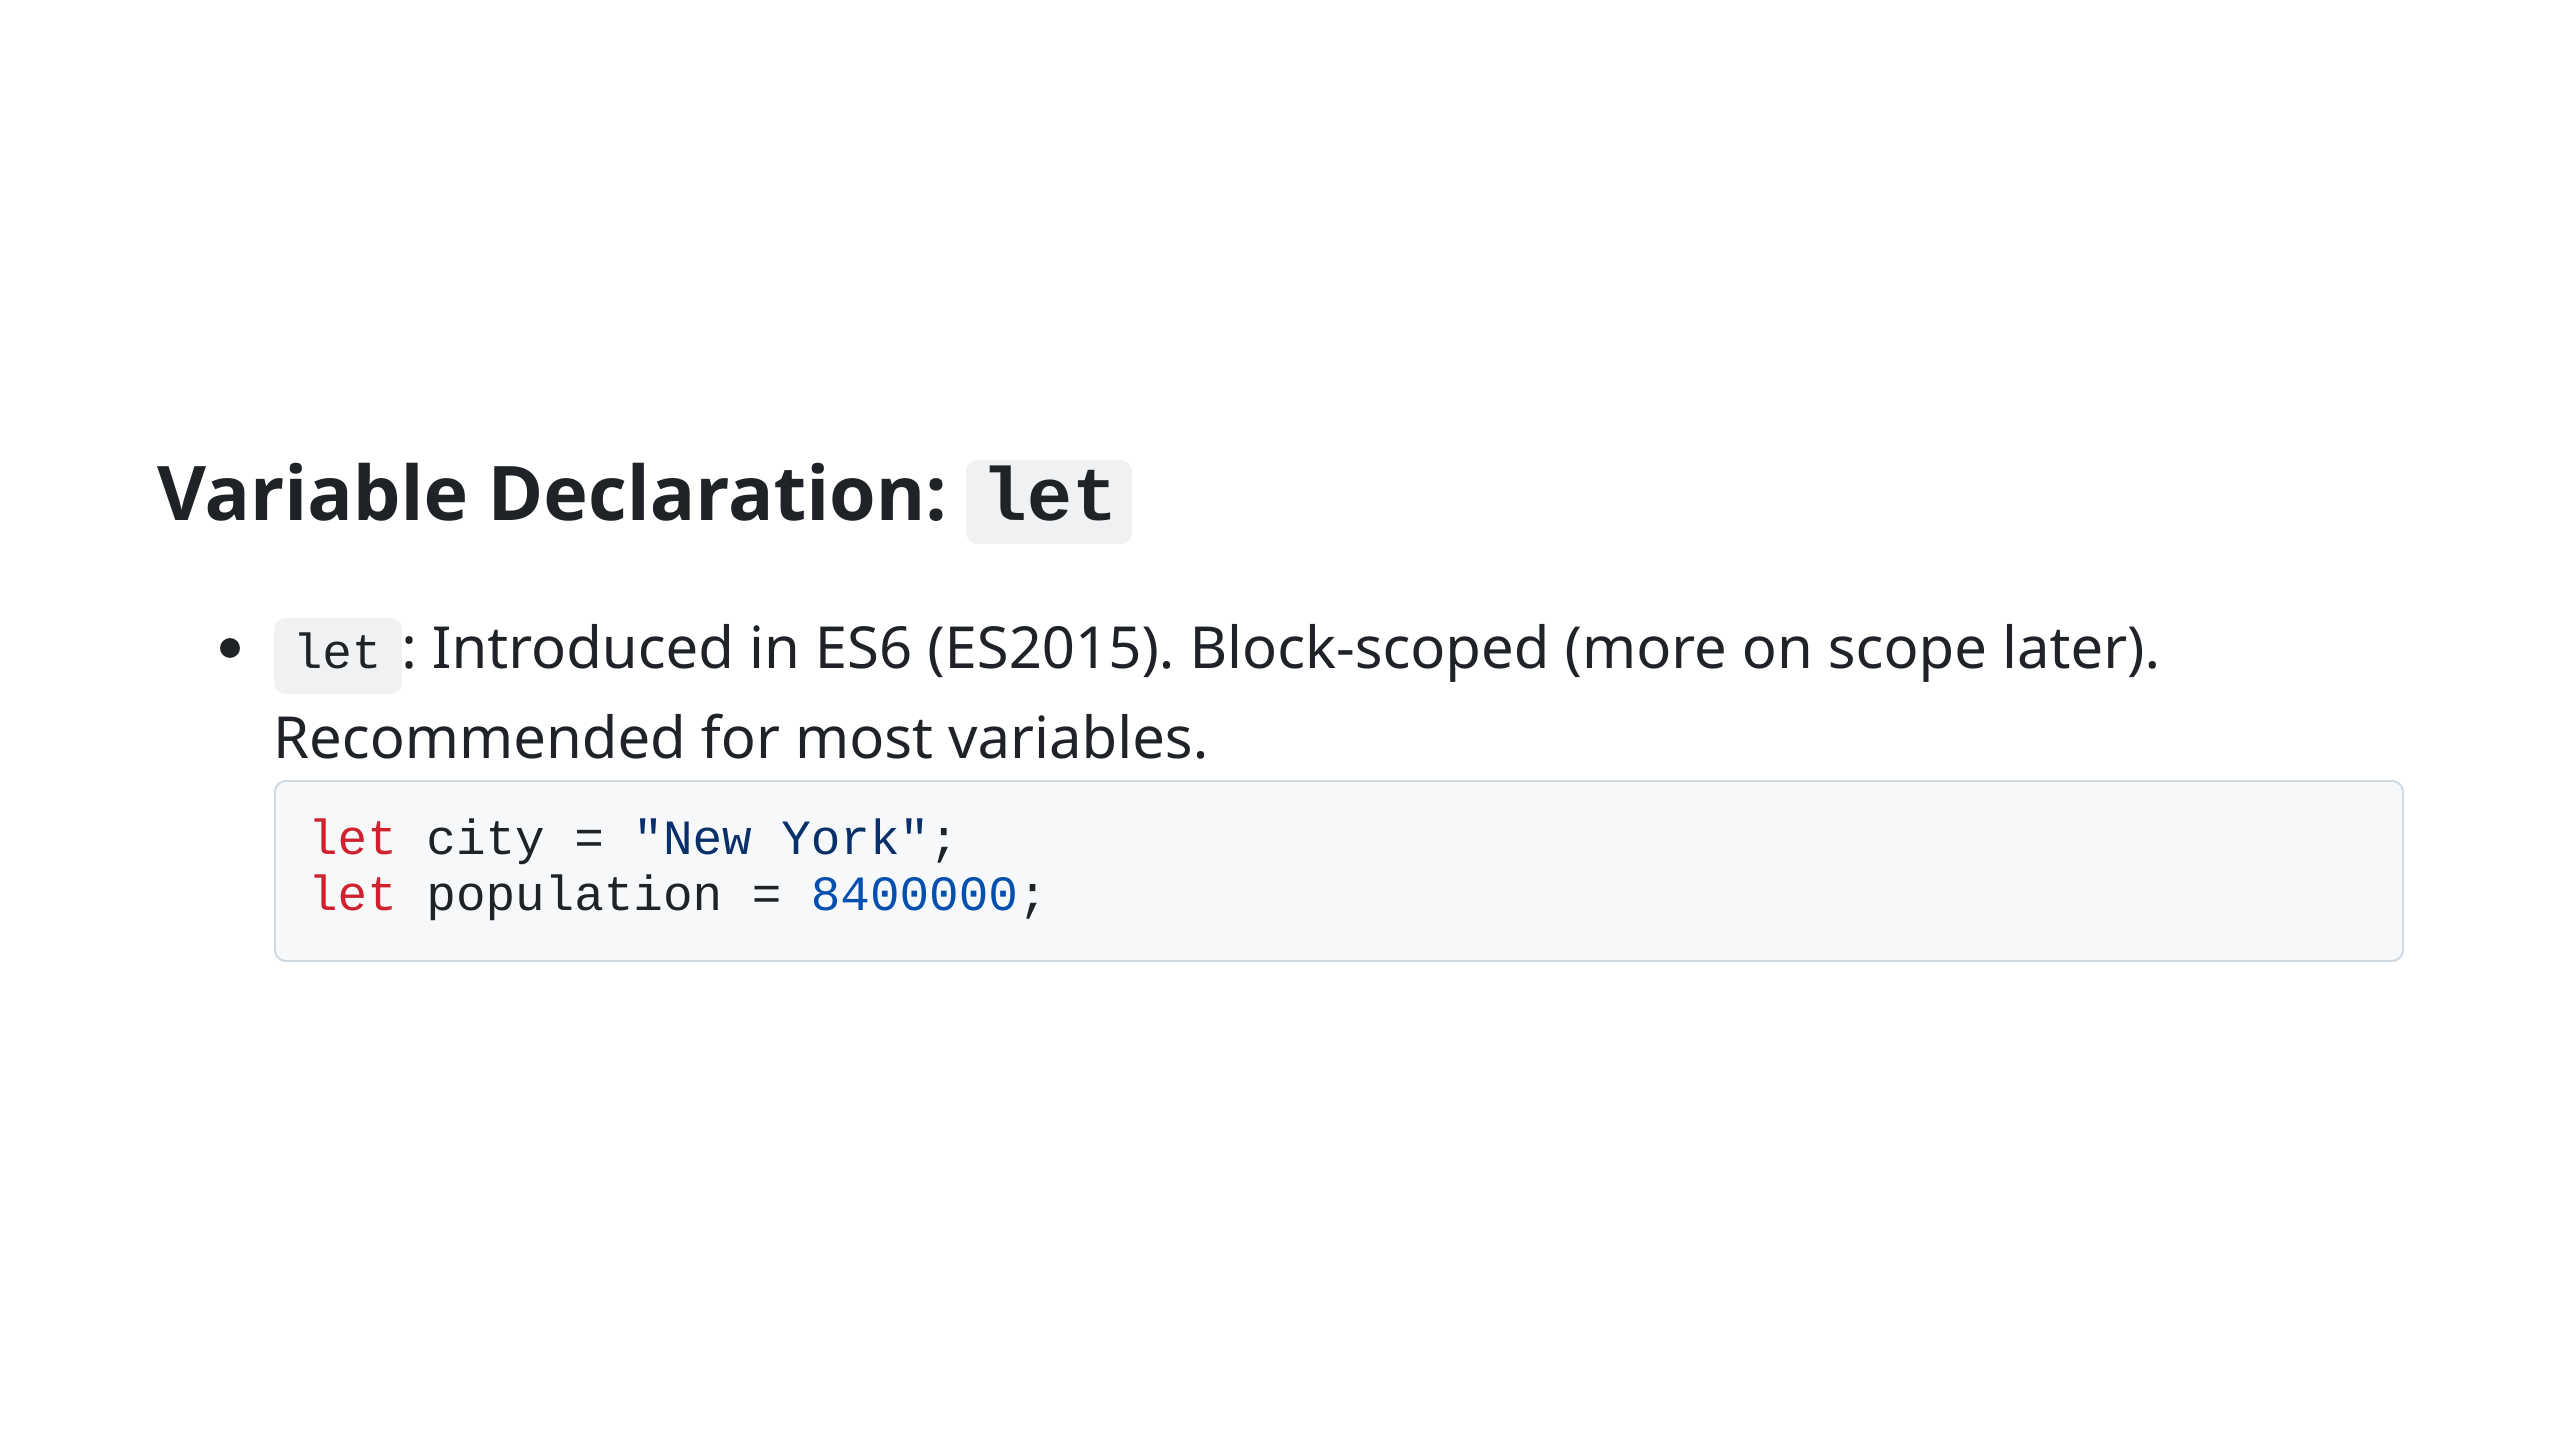 Variable Declaration: let
let: Introduced in ES6 (ES2015). Block-scoped (more on scope later).
Recommended for most variables.
let city = "New York";
let population = 8400000;